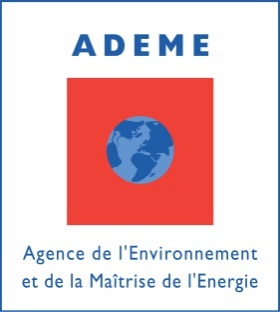 ADEME
Agence de l'Environnement
et de la Maîtrise de l'Energie